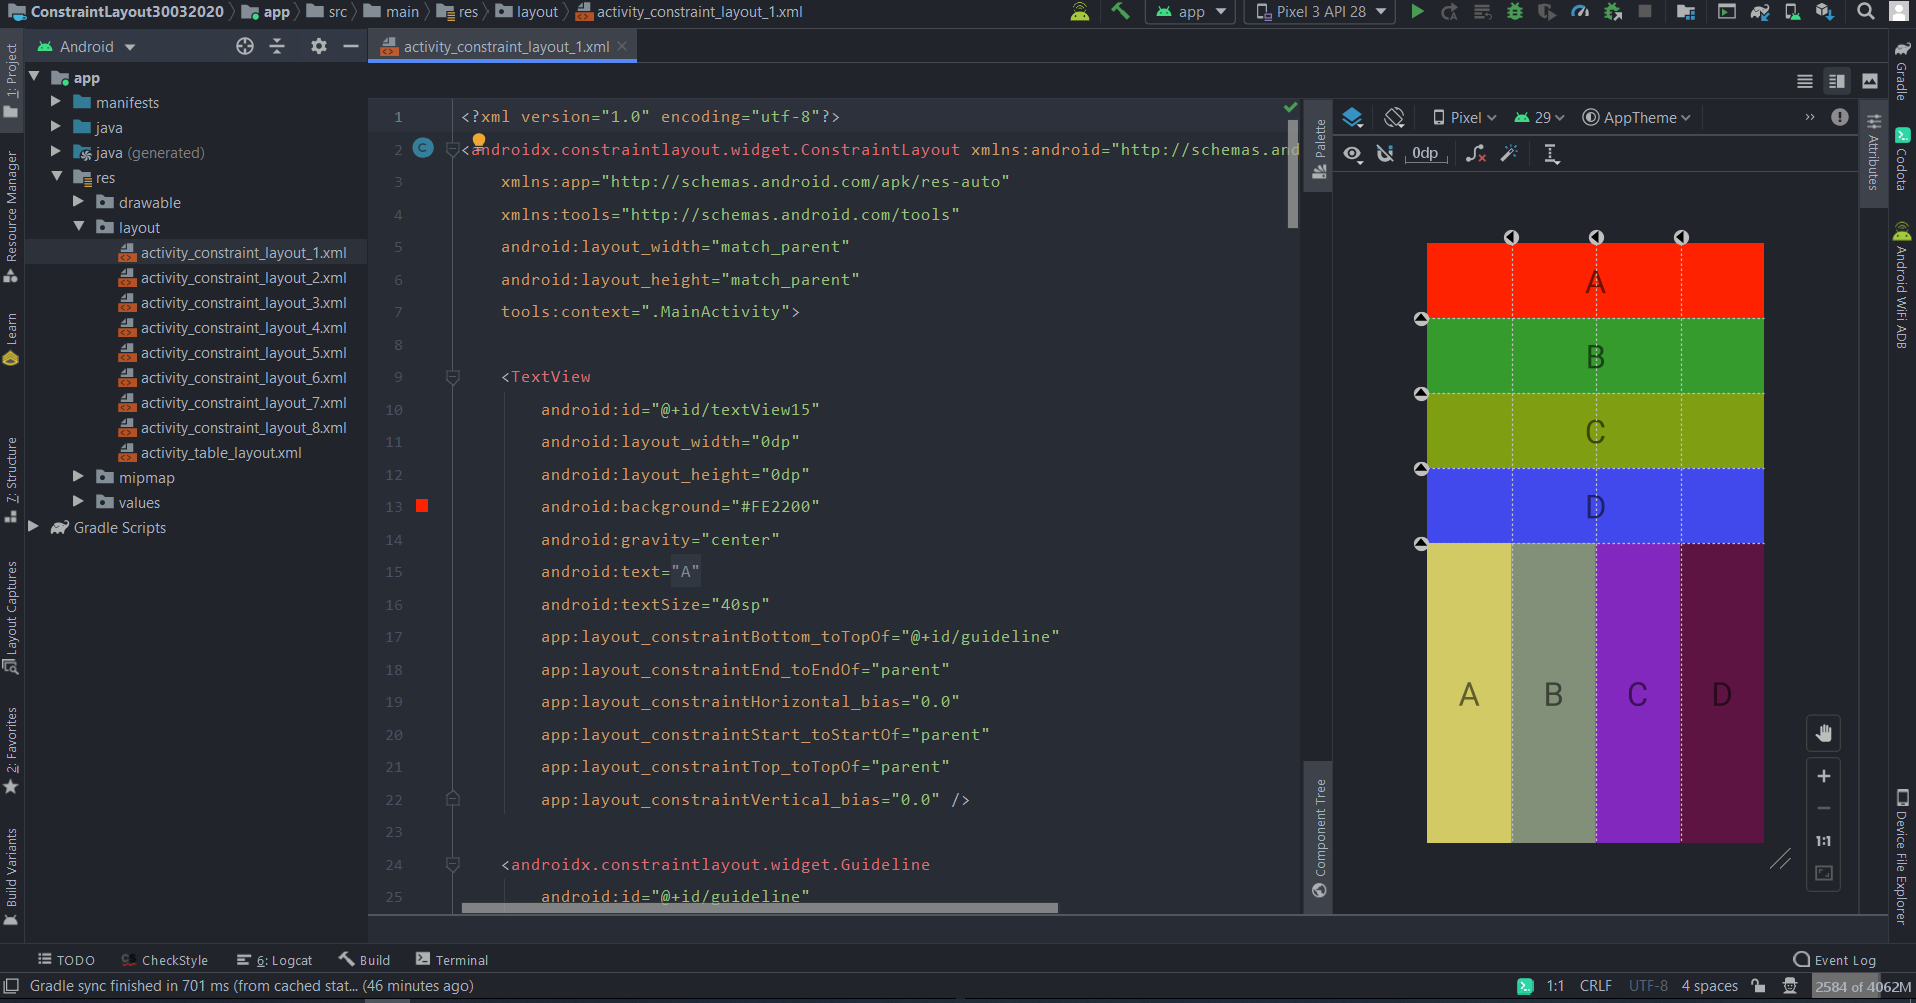 ConstraintLayout30032020 app src main res layout activity_constraint_layout_1.xml app Pixel 3 API 28
Android
activity_constraint_layout_1.xml
1: Project
Resource Manager
Learn
7: Structure
Layout Captures
2: Favorites
Build Variants
app
manifests
java
java (generated)
res
drawable
layout
activity_constraint_layout_1.xml
activity_constraint_layout_2.xml
activity_constraint_layout_3.xml
activity_constraint_layout_4.xml
activity_constraint_layout_5.xml
activity_constraint_layout_6.xml
activity_constraint_layout_7.xml
activity_constraint_layout_8.xml
activity_table_layout.xml
mipmap
values
Gradle Scripts
1 <?xml version="1.0" encoding="utf-8"?>
2 C <androidx.constraintlayout.widget.ConstraintLayout xmlns:android="http://schemas.and
3 xmlns:app="http://schemas.android.com/apk/res-auto"
4 xmlns:tools="http://schemas.android.com/tools"
5 android:layout_width="match_parent"
6 android:layout_height="match_parent"
7 tools:context=".MainActivity">
8
9 <TextView
10 android:id="@+id/textView15"
11 android:layout_width="0dp"
12 android:layout_height="0dp"
13 android:background="#FE2200"
14 android:gravity="center"
15 android:text="A"
16 android:textSize="40sp"
17 app:layout_constraintBottom_toTopOf="@+id/guideline"
18 app:layout_constraintEnd_toEndOf="parent"
19 app:layout_constraintHorizontal_bias="0.0"
20 app:layout_constraintStart_toStartOf="parent"
21 app:layout_constraintTop_toTopOf="parent"
22 app:layout_constraintVertical_bias="0.0" />
23
24 <androidx.constraintlayout.widget.Guideline
25 android:id="@+id/guideline"
Palette
Component Tree
Pixel 29 AppTheme »
0dp
A
B
C
D
A B C D
1:1
Attributes
Gradle
Codota
Android WiFi ADB
Device File Explorer
TODO CheckStyle 6: Logcat Build Terminal Event Log
Gradle sync finished in 701 ms (from cached stat... (46 minutes ago) 1:1 CRLF UTF-8 4 spaces 2584 of 4062M